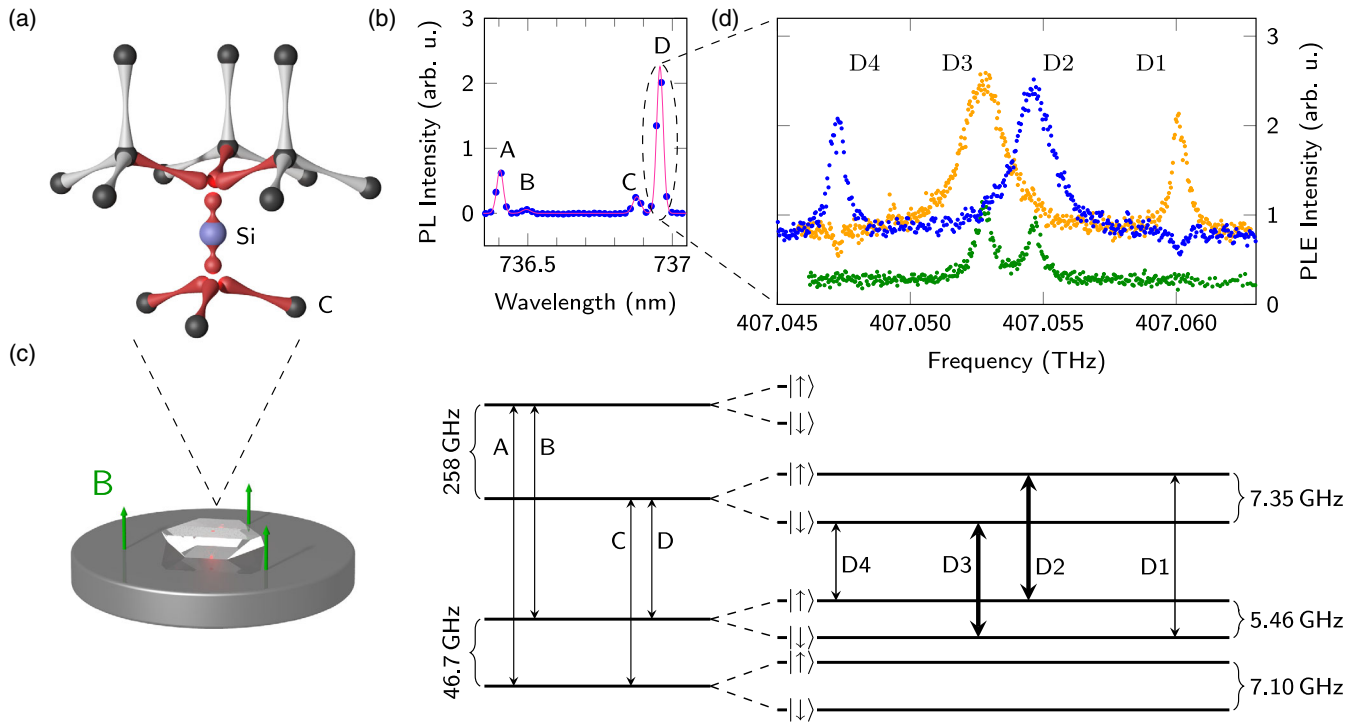 (a)
Si
C
(b)
PL Intensity (arb. u.)
3
2
1
0
A
B
C
D
736.5
737
Wavelength (nm)
(d)
D4
D3
D2
D1
3
2
1
0
PLE Intensity (arb. u.)
407.045
407.050
407.055
407.060
Frequency (THz)
(c)
B
258 GHz
46.7 GHz
A
B
C
D
|↑⟩
|↓⟩
|↑⟩
|↓⟩
|↑⟩
|↓⟩
|↑⟩
|↓⟩
D4
D3
D2
D1
7.35 GHz
5.46 GHz
7.10 GHz